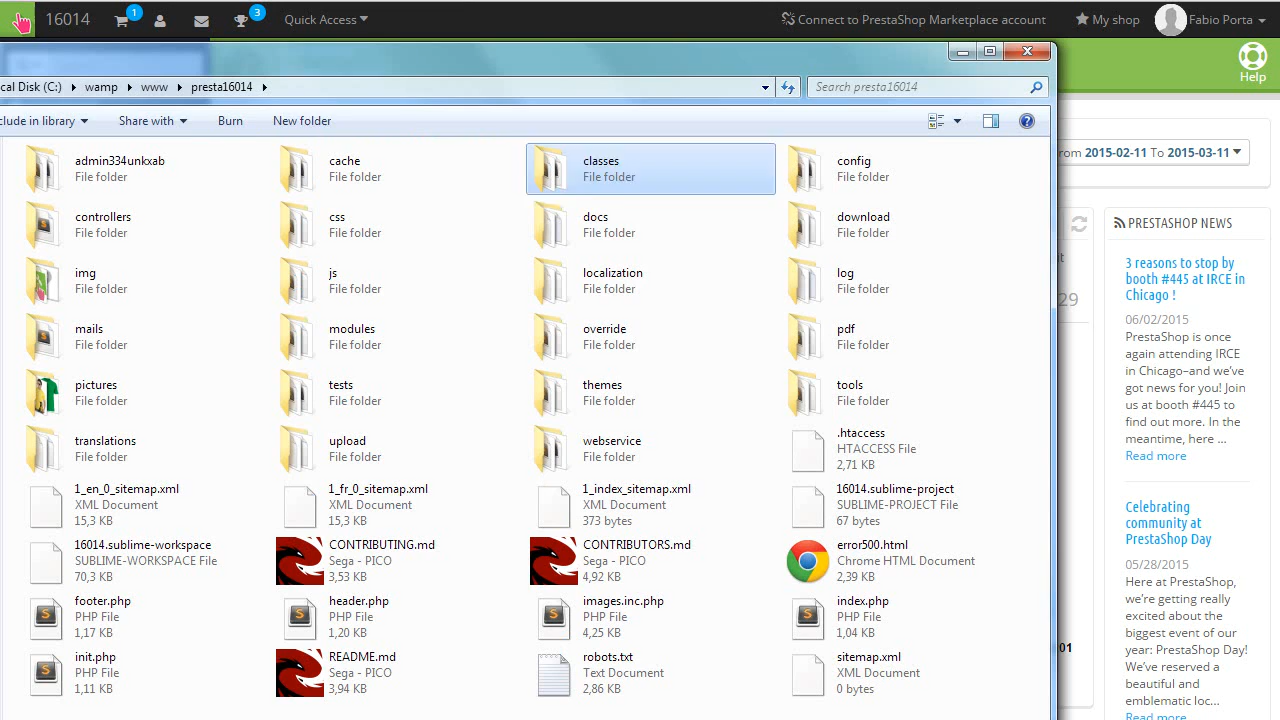 16014 1 3 Quick Access Connect to PrestaShop Marketplace account My shop Fabio Porta
Help
cal Disk (C:) wamp www presta16014 Search presta16014
clude in library Share with Burn New folder
admin334unkxab
File folder
cache
File folder
classes
File folder
config
File folder
controllers
File folder
css
File folder
docs
File folder
download
File folder
img
File folder
js
File folder
localization
File folder
log
File folder
mails
File folder
modules
File folder
override
File folder
pdf
File folder
pictures
File folder
tests
File folder
themes
File folder
tools
File folder
translations
File folder
upload
File folder
webservice
File folder
.htaccess
HTACCESS File
2,71 KB
1_en_0_sitemap.xml
XML Document
15,3 KB
1_fr_0_sitemap.xml
XML Document
15,3 KB
1_index_sitemap.xml
XML Document
373 bytes
16014.sublime-project
SUBLIME-PROJECT File
67 bytes
16014.sublime-workspace
SUBLIME-WORKSPACE File
70,3 KB
CONTRIBUTING.md
Sega - PICO
3,53 KB
CONTRIBUTORS.md
Sega - PICO
4,92 KB
error500.html
Chrome HTML Document
2,39 KB
footer.php
PHP File
1,17 KB
header.php
PHP File
1,20 KB
images.inc.php
PHP File
4,25 KB
index.php
PHP File
1,04 KB
init.php
PHP File
1,11 KB
README.md
Sega - PICO
3,94 KB
robots.txt
Text Document
2,86 KB
sitemap.xml
XML Document
0 bytes
rom 2015-02-11 To 2015-03-11
it
29
01
PRESTASHOP NEWS
3 reasons to stop by
booth #445 at IRCE in
Chicago !
06/02/2015
PrestaShop is once
again attending IRCE
in Chicago–and we've
got news for you! Join
us at booth #445 to
find out more. In the
meantime, here ...
Read more
Celebrating
community at
PrestaShop Day
05/28/2015
Here at PrestaShop,
we're getting really
excited about the
biggest event of our
year: PrestaShop Day!
We've reserved a
beautiful and
emblematic loc...
Read more